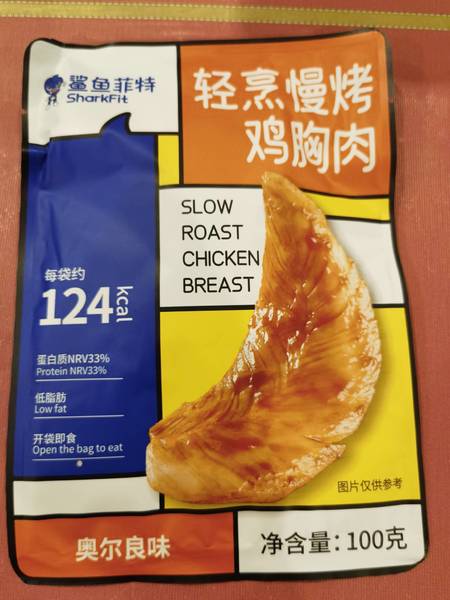 鲨鱼菲特
SharkFit
轻烹慢烤
鸡胸肉
SLOW
ROAST
CHICKEN
BREAST
每袋约
124kcal
蛋白质NRV33%
Protein NRV33%
低脂肪
Low fat
开袋即食
Open the bag to eat
图片仅供参考
奥尔良味
净含量：100克